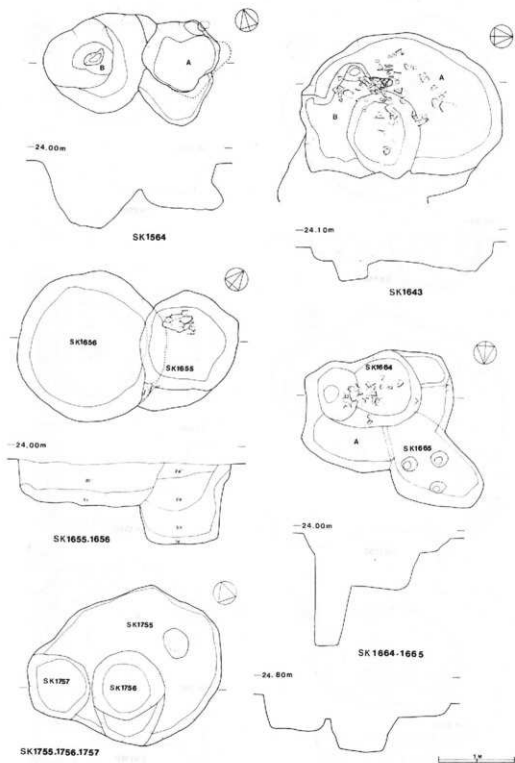 B
A
—24.00m
SK1564
A
B
—24.10m
SK1643
SK1656
SK1655
—24.00m
SK1655.1656
SK1664
A
SK1665
—24.00m
SK1664-1665
SK1755
SK1757
SK1756
SK1755.1756.1757
—24.80m